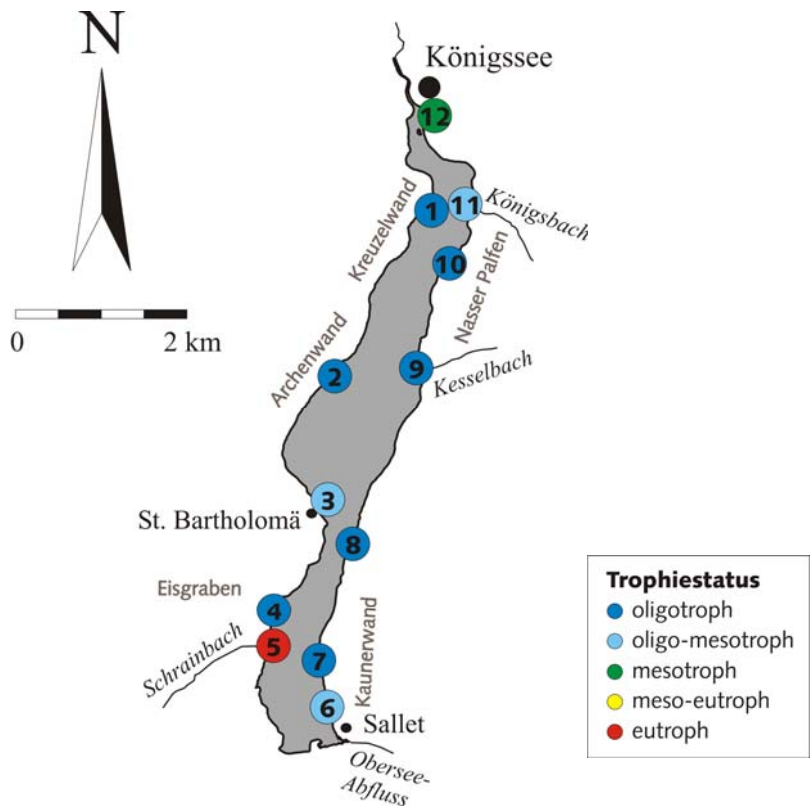 N
Königssee
12
Kreuzelwand
1
11
Königsbach
10
Nasser Palfen
0 2 km
Archenwand
2
9
Kesselbach
3
St. Bartholomä
8
Eisgraben
4
Schrainbach
5
7
Kaunerwand
6
Sallet
Obersee-
Abfluss
Trophiestatus
oligotroph
oligo-mesotroph
mesotroph
meso-eutroph
eutroph